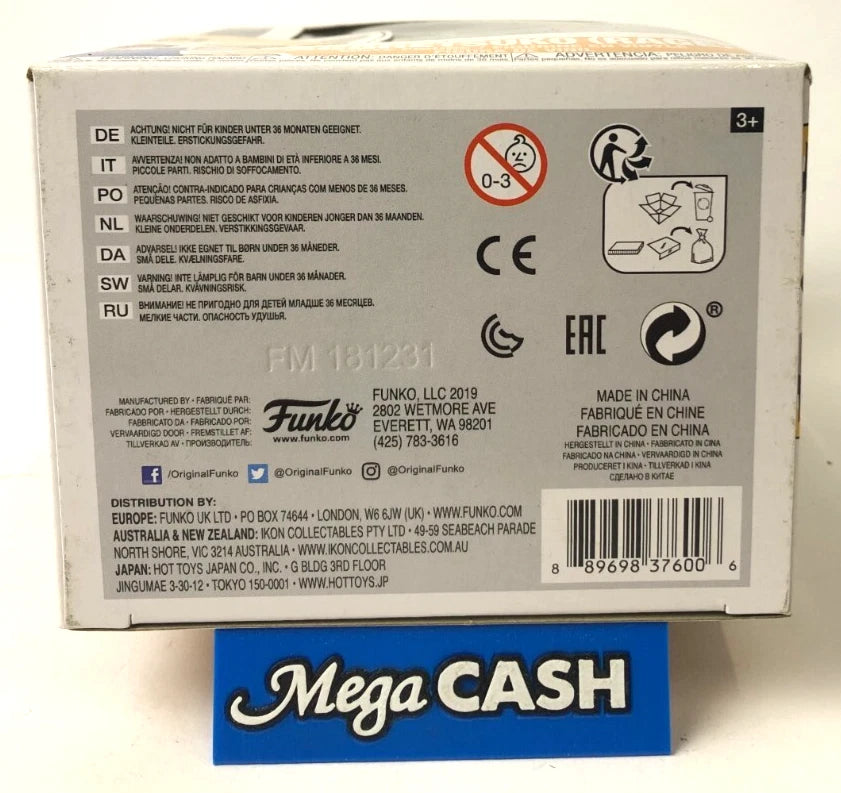 ATTENTION
ADVERTENCIA:
3+
DE ACHTUNG! NICHT FÜR KINDER UNTER 36 MONATEN GEEIGNET.
KLEINTEILE. ERSTICKUNGSGEFAHR.
IT AVVERTENZA! NON ADATTO A BAMBINI DI ETÀ INFERIORE A 36 MESI.
PICCOLE PARTI. RISCHIO DI SOFFOCAMENTO.
PO ATENÇÃO! CONTRA-INDICADO PARA CRIANÇAS COM MENOS DE 36 MESES.
PEQUENAS PARTES. RISCO DE ASFIXIA.
NL WAARSCHUWING! NIET GESCHIKT VOOR KINDEREN JONGER DAN 36 MAANDEN.
KLEINE ONDERDELEN. VERSTIKKINGSGEVAAR.
DA ADVARSEL! IKKE EGNET TIL BØRN UNDER 36 MÅNEDER.
SMÅ DELE. KVÆLNINGSFARE.
SW VARNING! INTE LÄMPLIG FÖR BARN UNDER 36 MÅNADER.
SMÅ DELAR. KVÄVNINGSRISK.
RU ВНИМАНИЕ! НЕ ПРИГОДНО ДЛЯ ДЕТЕЙ МЛАДШЕ 36 МЕСЯЦЕВ.
МЕЛКИЕ ЧАСТИ. ОПАСНОСТЬ УДУШЬЯ.
0-3
CE
EAC
®
FM 181231
MANUFACTURED BY • FABRIQUÉ PAR:
FABRICADO POR • HERGESTELLT DURCH:
FABBRICATO DA • FABRICADO POR:
VERVAARDIGD DOOR • FREMSTILLET AF:
TILLVERKAD AV • ПРОИЗВОДИТЕЛЬ:
Funko
www.funko.com
FUNKO, LLC 2019
2802 WETMORE AVE
EVERETT, WA 98201
(425) 783-3616
MADE IN CHINA
FABRIQUÉ EN CHINE
FABRICADO EN CHINA
HERGESTELLT IN CHINA • FABBRICATO IN CINA
FABRICADO NA CHINA • VERVAARDIGD IN CHINA
PRODUCERET I KINA • TILLVERKAD I KINA
СДЕЛАНО В КИТАЕ
/OriginalFunko @OriginalFunko @OriginalFunko
DISTRIBUTION BY:
EUROPE: FUNKO UK LTD • PO BOX 74644 • LONDON, W6 6JW (UK) • WWW.FUNKO.COM
AUSTRALIA & NEW ZEALAND: IKON COLLECTABLES PTY LTD • 49-59 SEABEACH PARADE
NORTH SHORE, VIC 3214 AUSTRALIA • WWW.IKONCOLLECTABLES.COM.AU
JAPAN: HOT TOYS JAPAN CO., INC. • G BLDG 3RD FLOOR
JINGUMAE 3-30-12 • TOKYO 150-0001 • WWW.HOTTOYS.JP
8 89698 37600 6
Mega CASH